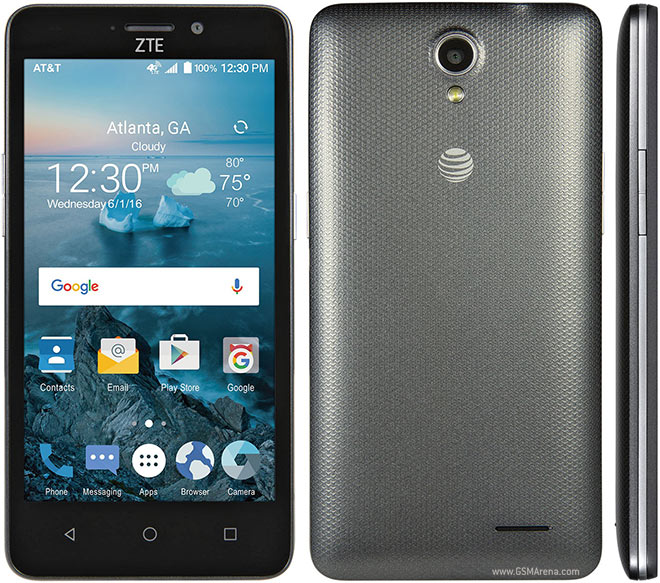 ZTE
AT&T 4G 100% 12:30 PM
Atlanta, GA
Cloudy
12:30 PM 80°
75°
Wednesday 6/1/16 70°
Google
@
G
Contacts Email Play Store Google
Phone Messaging Apps Browser Camera
www.GSMArena.com